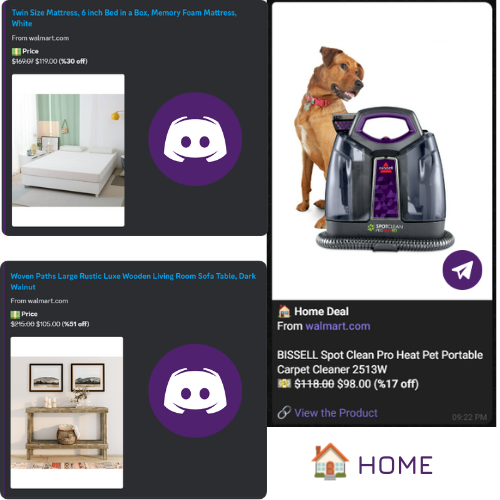 Twin Size Mattress, 6 inch Bed in a Box, Memory Foam Mattress,
White
From walmart.com
Price
$169.07 $119.00 (%30 off)
Woven Paths Large Rustic Luxe Wooden Living Room Sofa Table, Dark
Walnut
From walmart.com
Price
$215.00 $105.00 (%51 off)
BISSELL
SPOTCLEAN
Home Deal
From walmart.com
BISSELL Spot Clean Pro Heat Pet Portable
Carpet Cleaner 2513W
$118.00 $98.00 (%17 off)
View the Product
09:22 PM
HOME